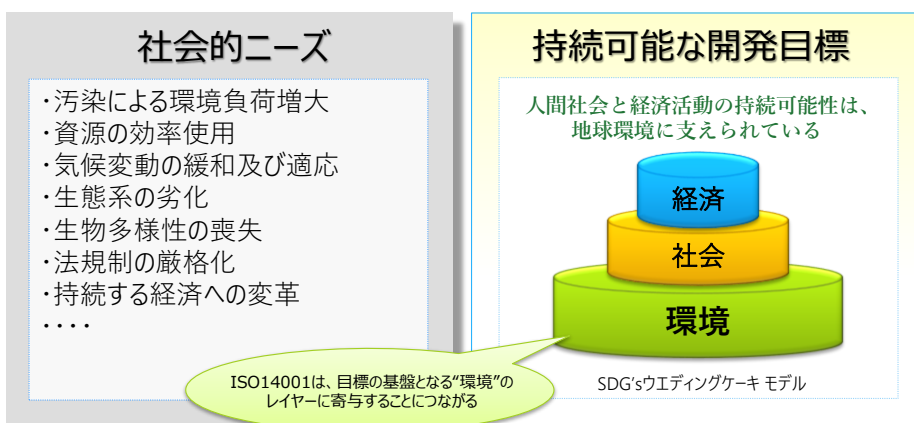 社会的ニーズ
・汚染による環境負荷増大
・資源の効率使用
・気候変動の緩和及び適応
・生態系の劣化
・生物多様性の喪失
・法規制の厳格化
・持続する経済への変革
・・・・
持続可能な開発目標
人間社会と経済活動の持続可能性は、
地球環境に支えられている
経済
社会
環境
SDG'sウエディングケーキ モデル
ISO14001は、目標の基盤となる“環境”の
レイヤーに寄与することにつながる